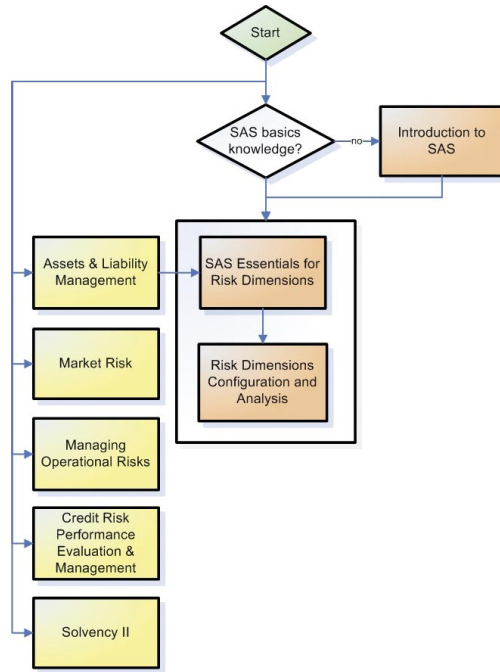 Start
SAS basics
knowledge?
no
Introduction to
SAS
Assets & Liability
Management
SAS Essentials for
Risk Dimensions
Market Risk
Risk Dimensions
Configuration and
Analysis
Managing
Operational Risks
Credit Risk
Performance
Evaluation &
Management
Solvency II